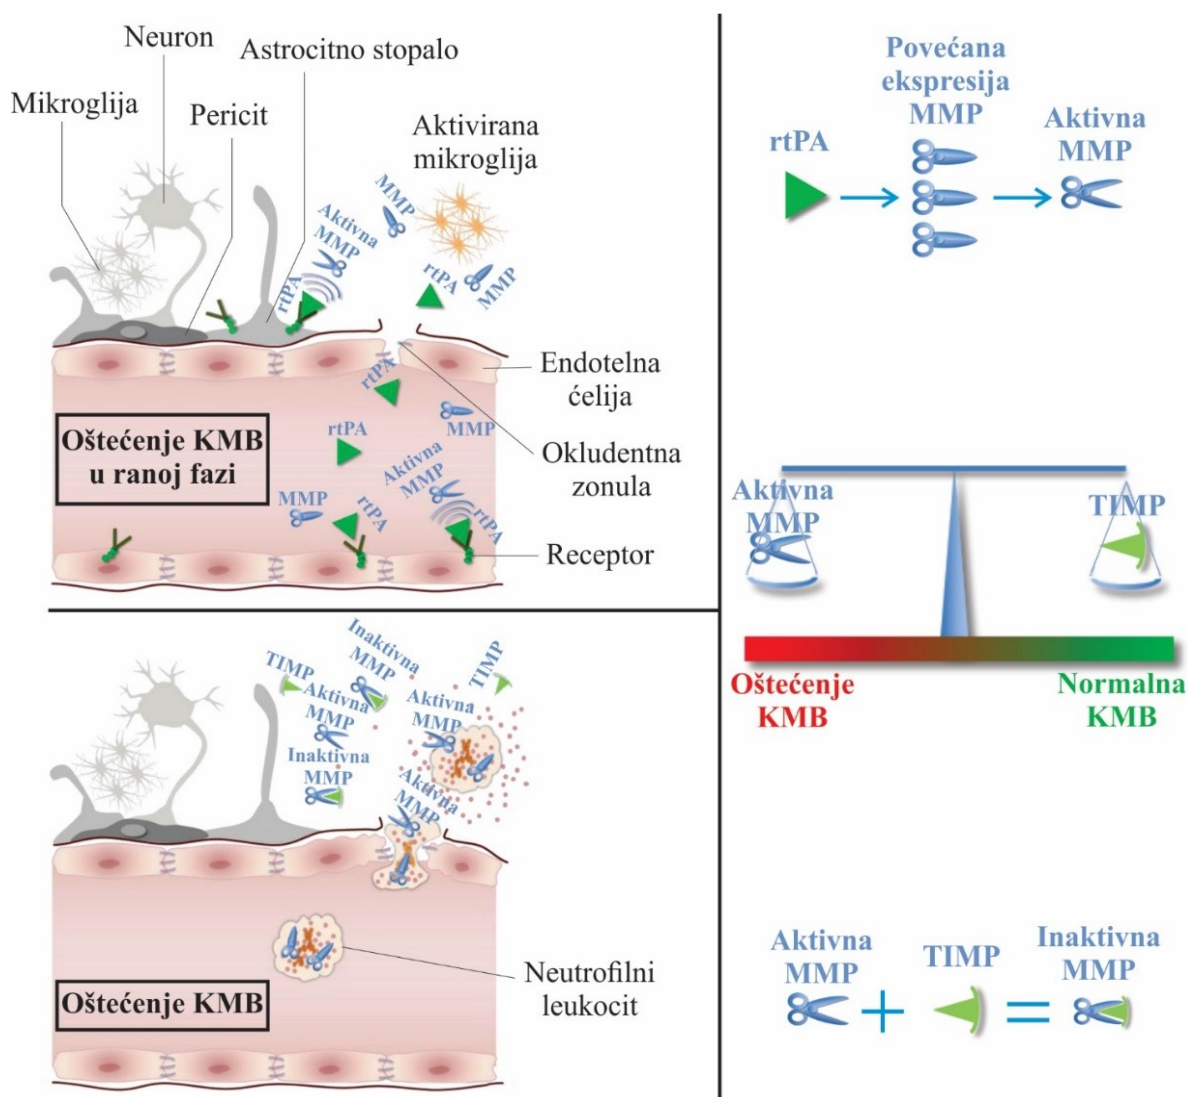 Neuron
Astrocitno stopalo
Mikroglija
Pericit
Aktivirana
mikroglija
MMP
Aktivna
MMP
rtPA
rtPA
MMP
Endotelna
ćelija
rtPA
MMP
Oštećenje KMB
u ranoj fazi
rtPA
Aktivna
MMP
Okludentna
zonula
MMP
rtPA
rtPA
Receptor
TIMP
Inaktivna
MMP
TIMP
Aktivna
MMP
Aktivna
MMP
Inaktivna
MMP
Aktivna
MMP
Neutrofilni
leukocit
Oštećenje KMB
Povećana
ekspresija
MMP
rtPA
Aktivna
MMP
Aktivna
MMP
TIMP
Oštećenje
KMB
Normalna
KMB
Aktivna
MMP
+
TIMP
=
Inaktivna
MMP